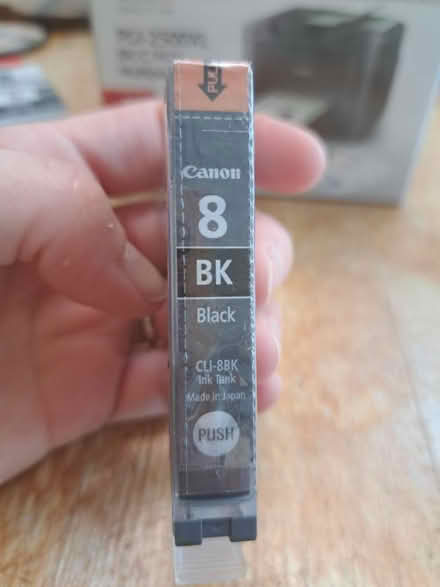 PULL
Canon
8
BK
Black
CLI-8BK
Ink Tank
Made in Japan
PUSH